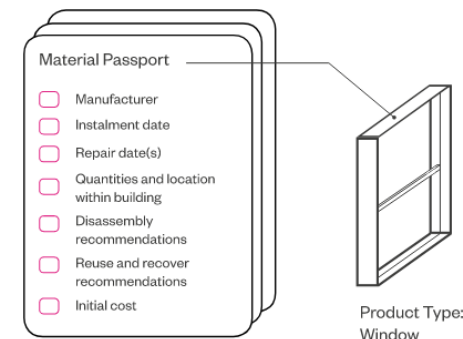 Material Passport
Manufacturer
Instalment date
Repair date(s)
Quantities and location
within building
Disassembly
recommendations
Reuse and recover
recommendations
Initial cost
Product Type:
Window